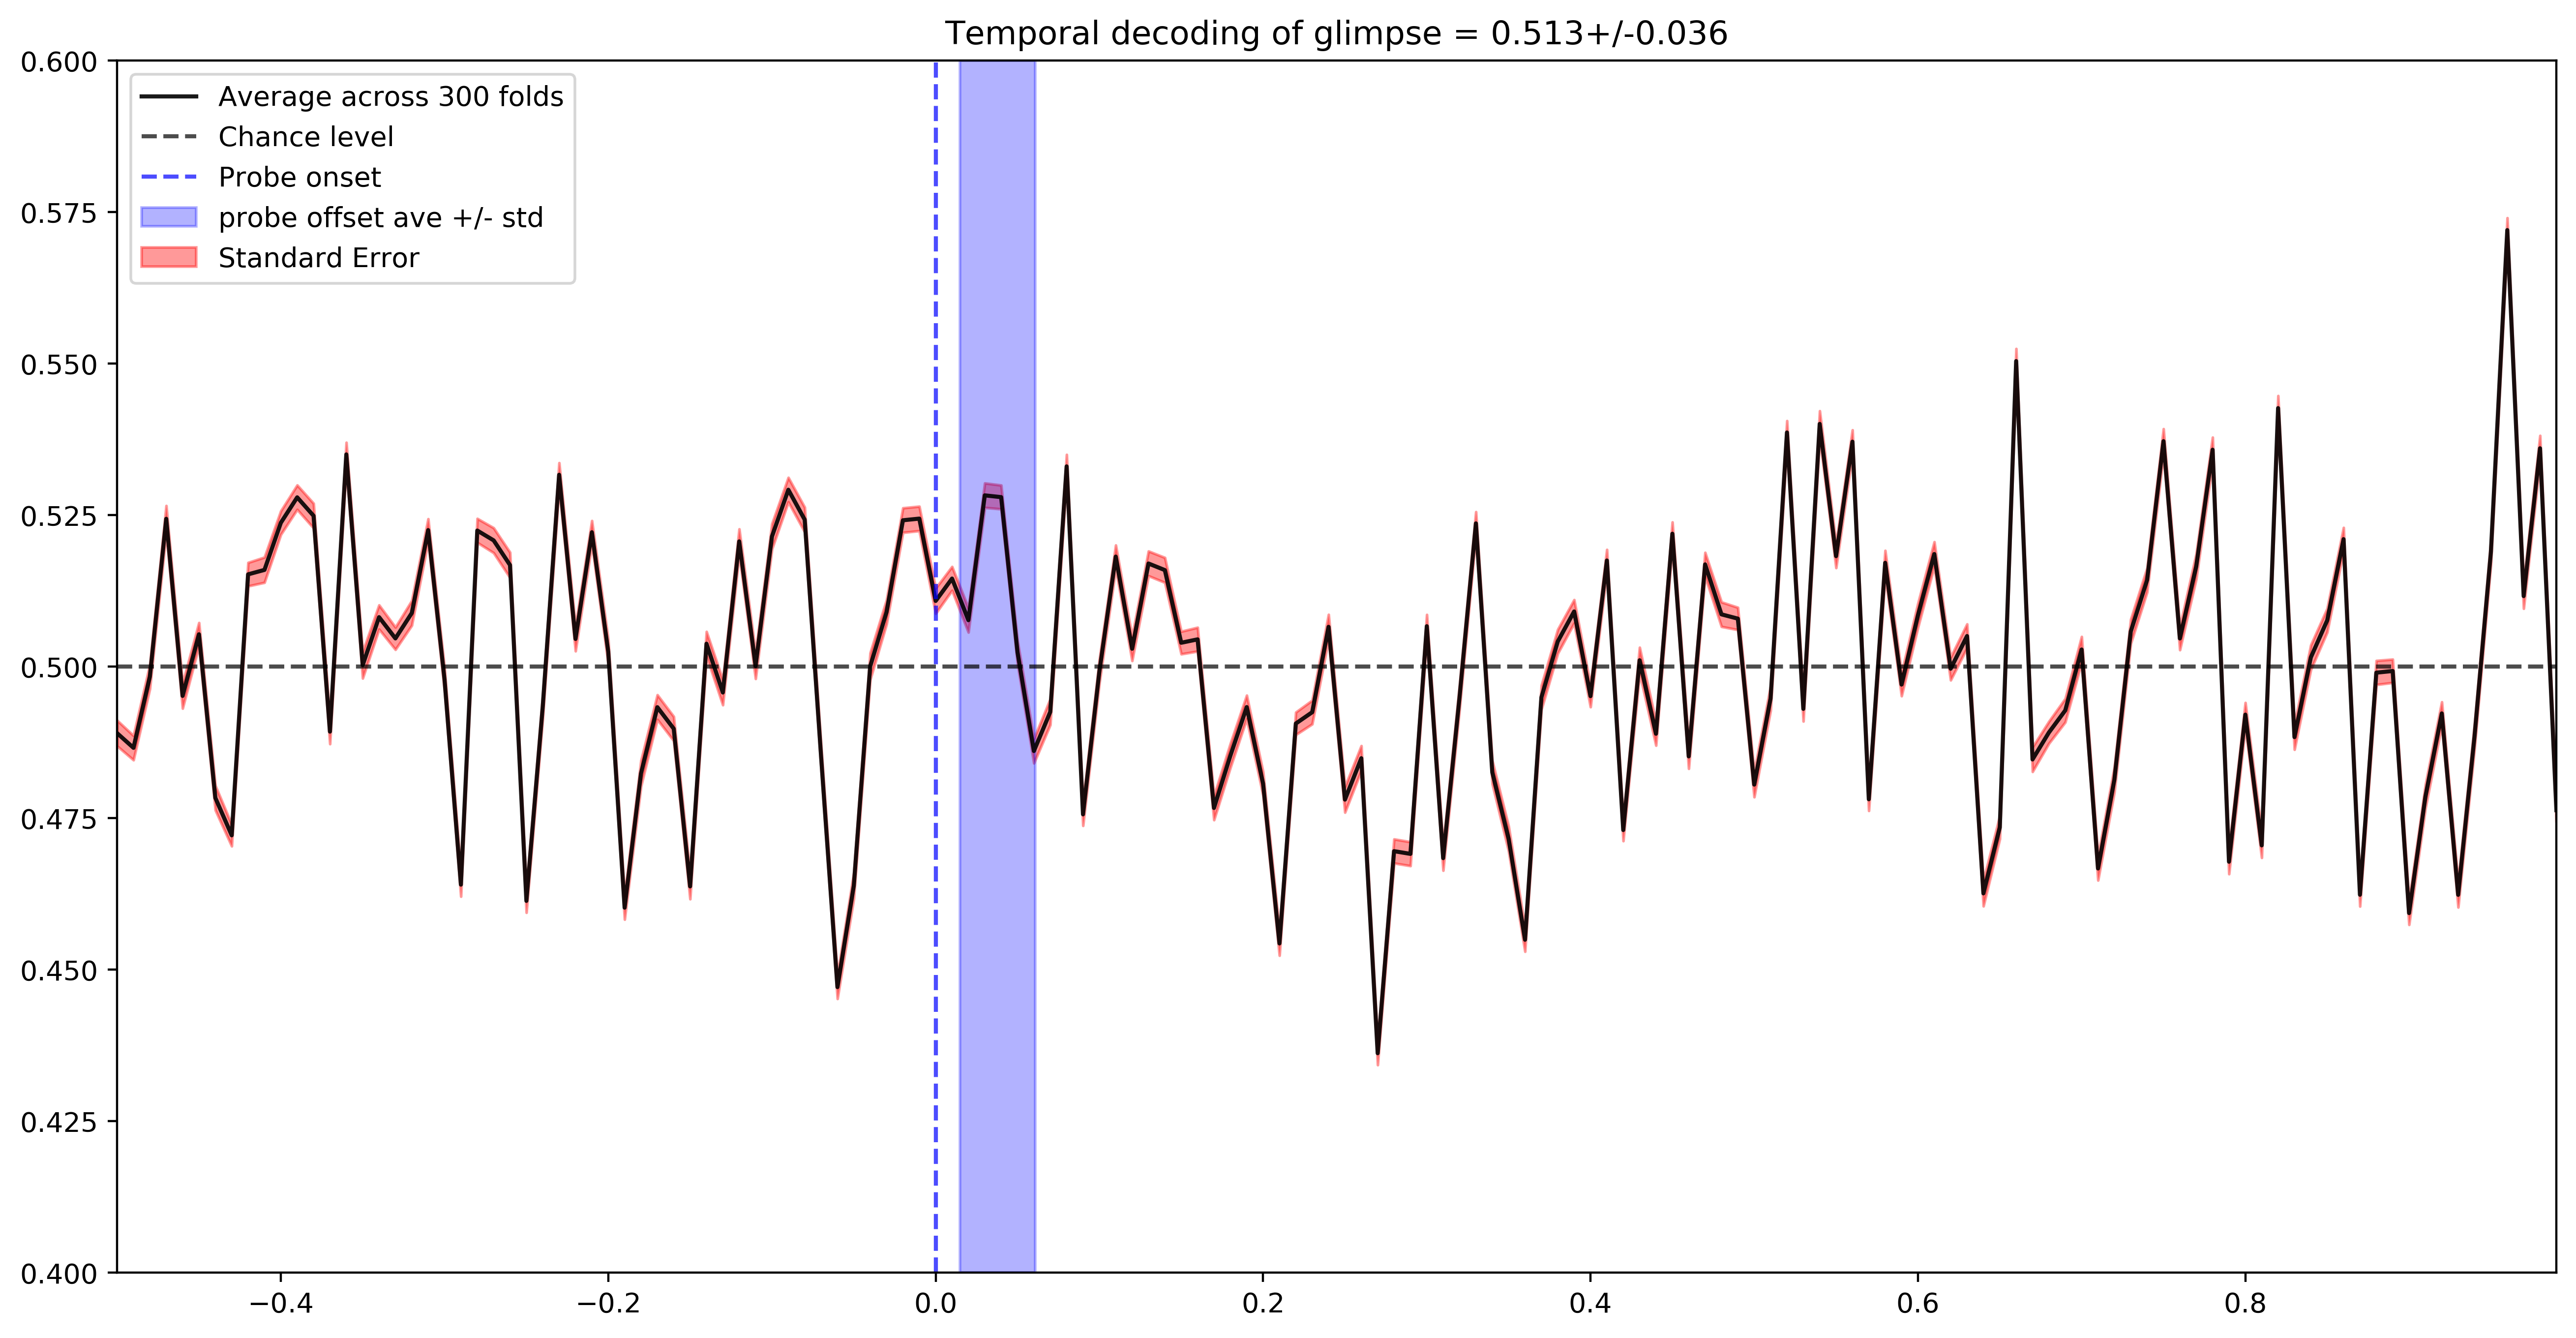 Temporal decoding of glimpse = 0.513+/-0.036
0.600
0.575
0.550
0.525
0.500
0.475
0.450
0.425
0.400
Average across 300 folds
Chance level
Probe onset
probe offset ave +/- std
Standard Error
−0.4
−0.2
0.0
0.2
0.4
0.6
0.8